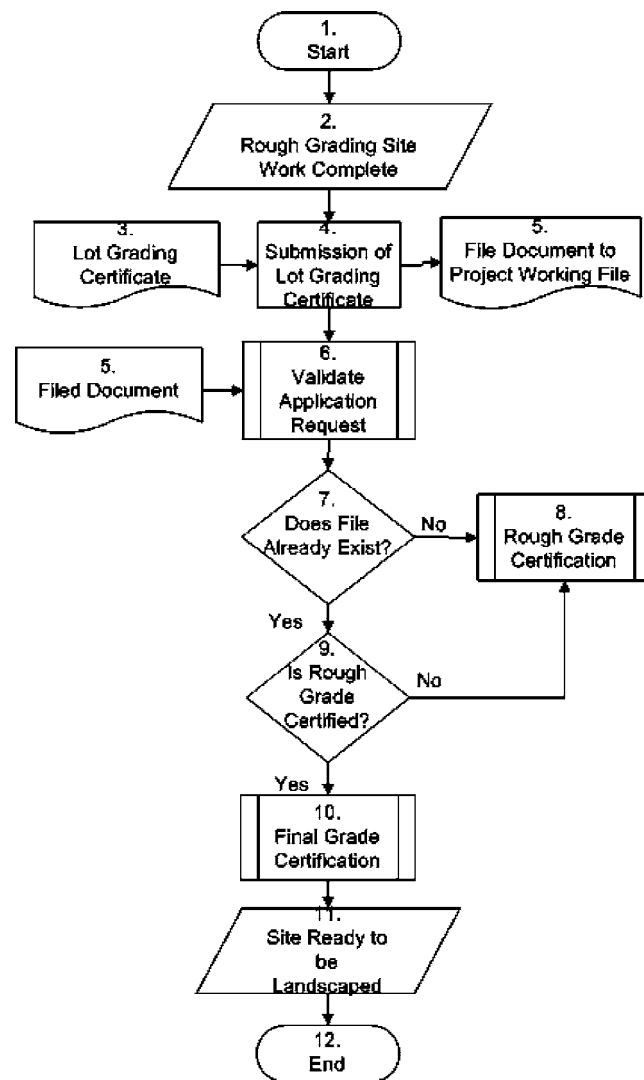 1.
Start
2.
Rough Grading Site
Work Complete
3.
Lot Grading
Certificate
4.
Submission of
Lot Grading
Certificate
5.
File Document to
Project Working File
5.
Filed Document
6.
Validate
Application
Request
7.
Does File
Already Exist?
No
8.
Rough Grade
Certification
Yes
9.
Is Rough
Grade
Certified?
No
Yes
10.
Final Grade
Certification
11.
Site Ready to
be
Landscaped
12.
End